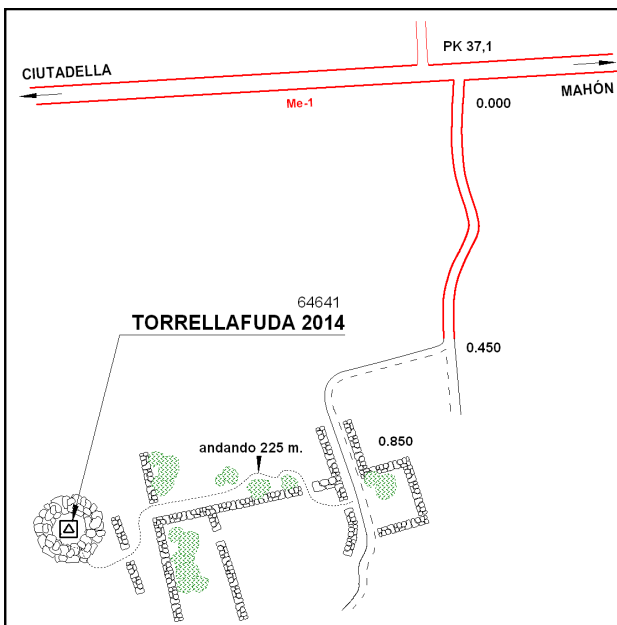 PK 37,1
CIUTADELLA
MAHÓN
Me-1
0.000
64641
TORRELLAFUDA 2014
0.450
andando 225 m.
0.850